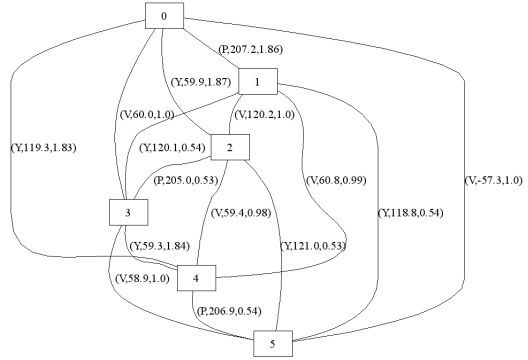 0
(P,207.2,1.86)
1
(Y,59.9,1.87)
(V,60.0,1.0)
(V,120.2,1.0)
2
(Y,119.3,1.83)
(Y,120.1,0.54)
(P,205.0,0.53)
(V,60.8,0.99)
(V,-57.3,1.0)
3
(V,59.4,0.98)
(Y,118.8,0.54)
(Y,59.3,1.84)
(Y,121.0,0.53)
4
(V,58.9,1.0)
(P,206.9,0.54)
5